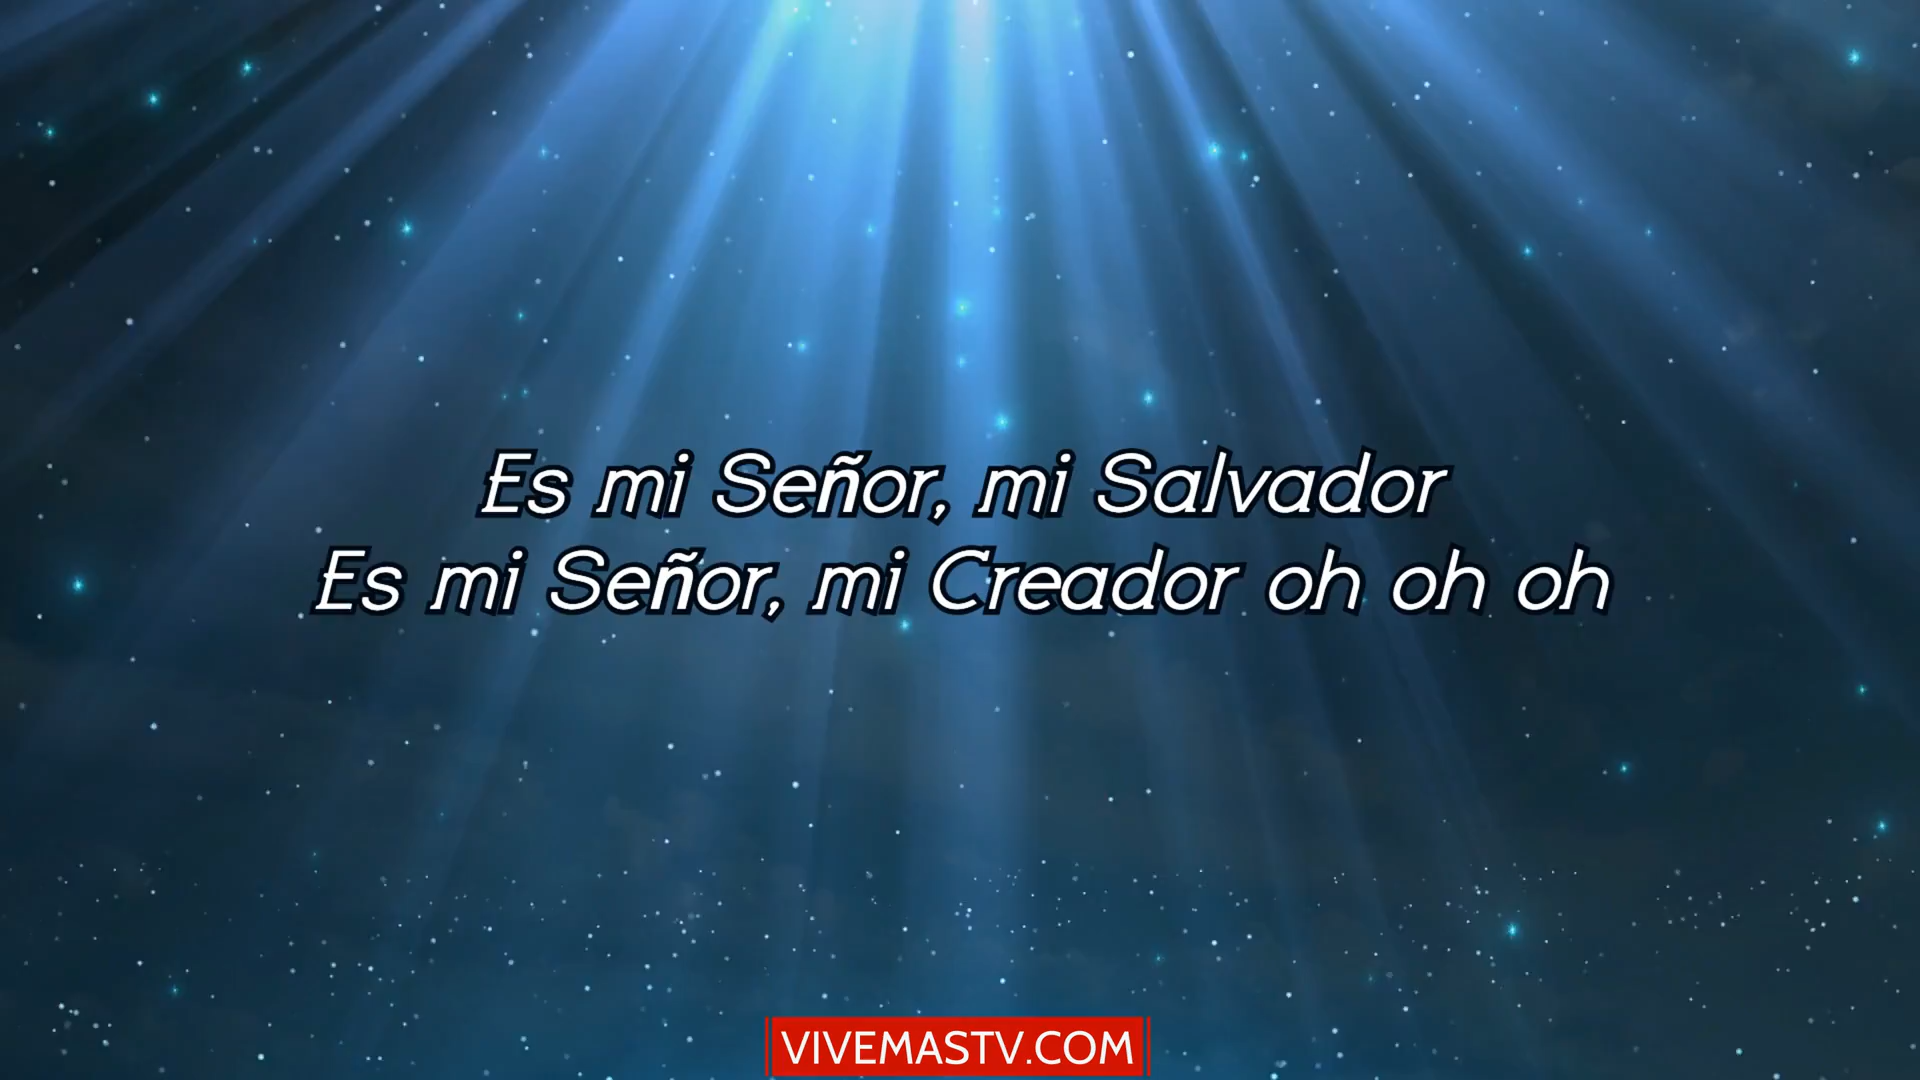 Es mi Señor, mi Salvador
Es mi Señor, mi Creador oh oh oh
VIVEMASTV.COM